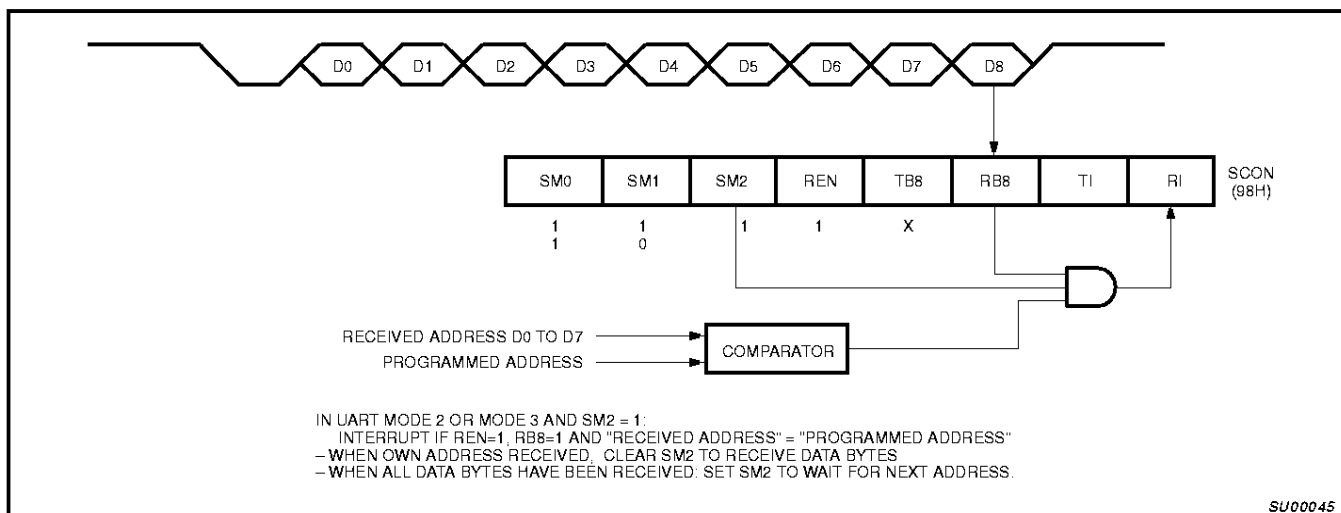 D0 D1 D2 D3 D4 D5 D6 D7 D8
SM0 SM1 SM2 REN TB8 RB8 TI RI
SCON
(98H)
1 1 1 1 X
1 0
RECEIVED ADDRESS D0 TO D7
PROGRAMMED ADDRESS
COMPARATOR
IN UART MODE 2 OR MODE 3 AND SM2 = 1:
INTERRUPT IF REN=1, RB8=1 AND "RECEIVED ADDRESS" = "PROGRAMMED ADDRESS"
– WHEN OWN ADDRESS RECEIVED, CLEAR SM2 TO RECEIVE DATA BYTES
– WHEN ALL DATA BYTES HAVE BEEN RECEIVED: SET SM2 TO WAIT FOR NEXT ADDRESS.
SU00045